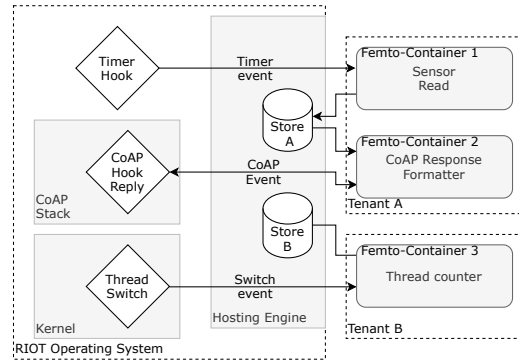 Timer
Hook
Timer
event
Femto-Container 1
Sensor
Read
Store
A
Femto-Container 2
CoAP Response
Formatter
Tenant A
CoAP
Hook
Reply
CoAP
Stack
CoAP
Event
Store
B
Femto-Container 3
Thread counter
Tenant B
Thread
Switch
Kernel
Switch
event
Hosting Engine
RIOT Operating System